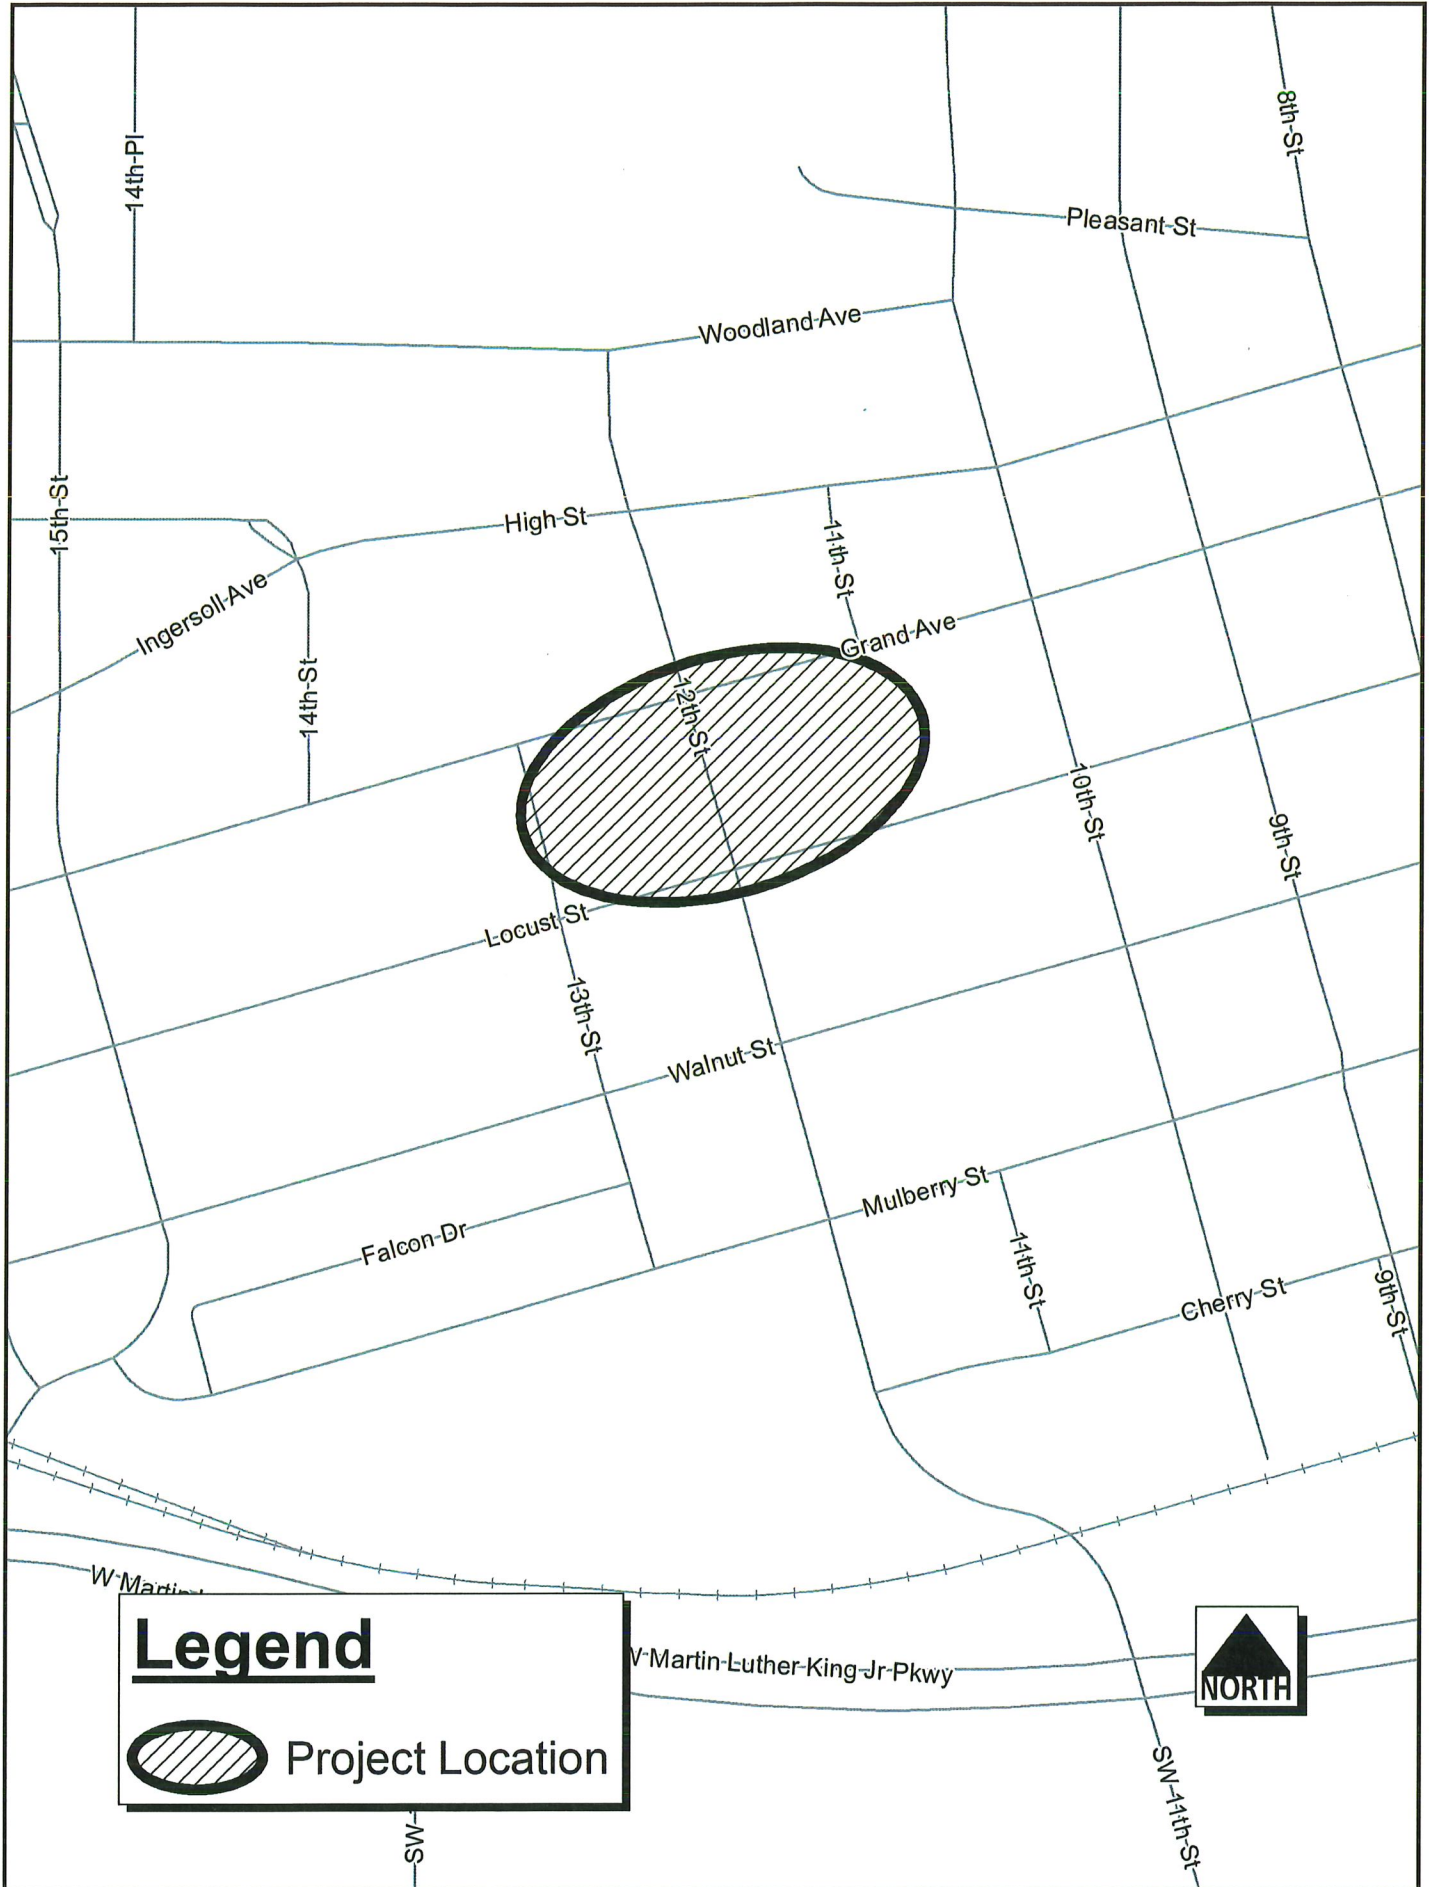 14th-Pl
8th-St
Pleasant-St
Woodland-Ave
15th-St
High-St
11th-St
Ingersoll-Ave
Grand-Ave
14th-St
12th-St
10th-St
9th-St
Locust-St
13th-St
Walnut-St
Mulberry-St
Falcon-Dr
11th-St
Cherry-St
9th-St
W-Martin-L
Legend
W-Martin-Luther-King-Jr-Pkwy
NORTH
Project Location
SW-
SW-11th-St